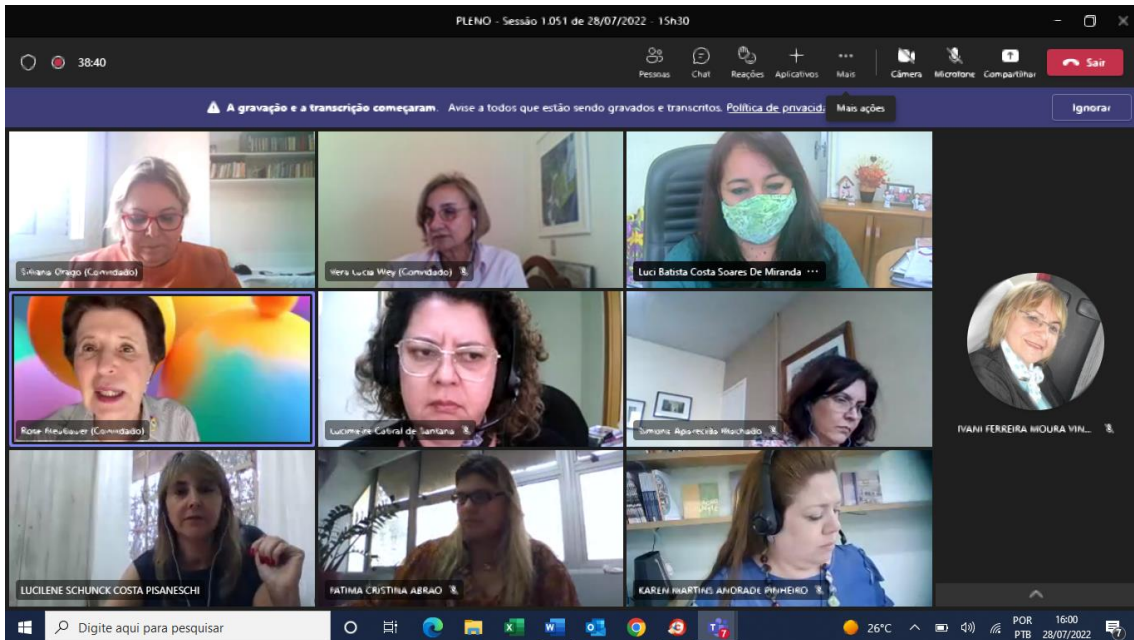 PLENO - Sessão 1.051 de 28/07/2022 - 15h30
38:40
Pessoas
Chat
Reações
Aplicativos
Mais
Câmera
Microfone
Compartilhar
Sair
A gravação e a transcrição começaram. Avise a todos que estão sendo gravados e transcritos. Política de privacida
Mais ações
Ignorar
Drago (Convidado)
Vera Lucia Wey (Convidado)
Luci Batista Costa Soares De Miranda ...
Rose Neubauer (Convidado)
Lucimeire Cabral de Santana
Simone Aparecida Machado
IVANI FERREIRA MOURA VIN...
LUCILENE SCHUNCK COSTA PISANESCHI
FATIMA CRISTINA ABRAO
KAREN MARTINS ANDRADE PINHEIRO
Digite aqui para pesquisar
26°C
POR
PTB
16:00
28/07/2022
7